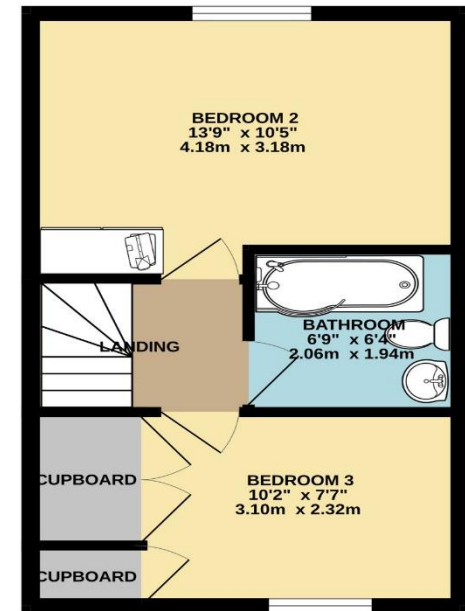 BEDROOM 2
13'9" x 10'5"
4.18m x 3.18m
BATHROOM
6'9" x 6'4"
2.06m x 1.94m
LANDING
CUPBOARD
BEDROOM 3
10'2" x 7'7"
3.10m x 2.32m
CUPBOARD